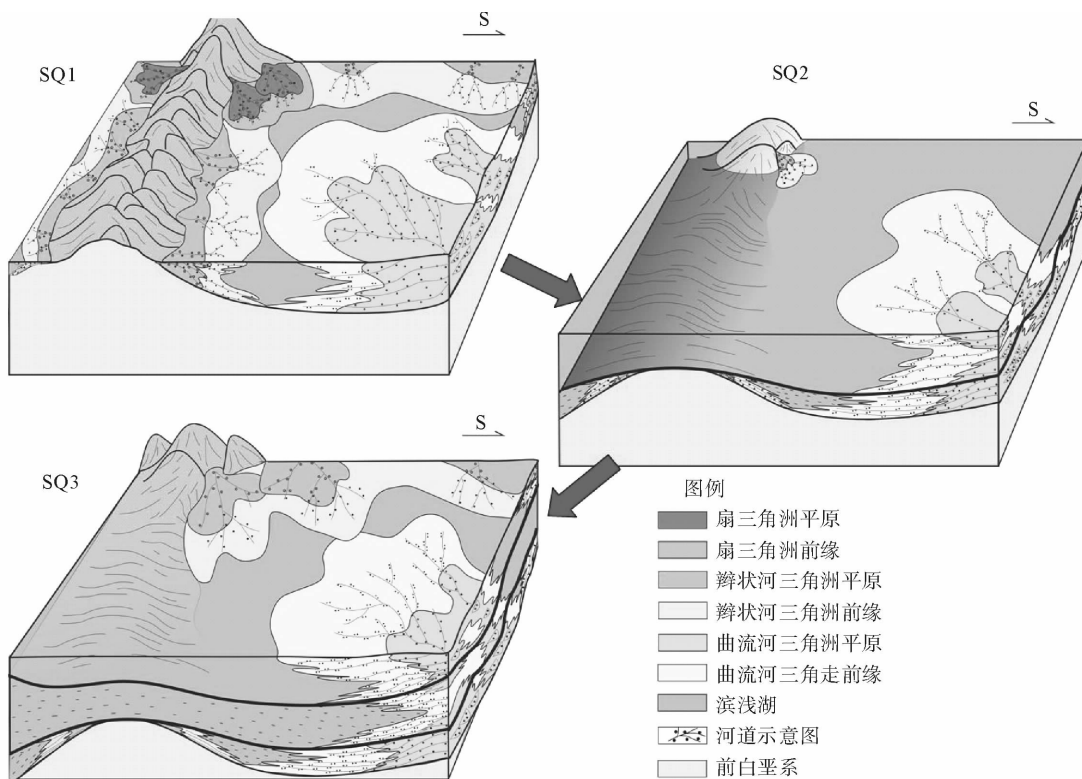 S
SQ1
SQ2
S
S
SQ3
图例
扇三角洲平原
扇三角洲前缘
辫状河三角洲平原
辫状河三角洲前缘
曲流河三角洲平原
曲流河三角走前缘
滨浅湖
河道示意图
前白垩系